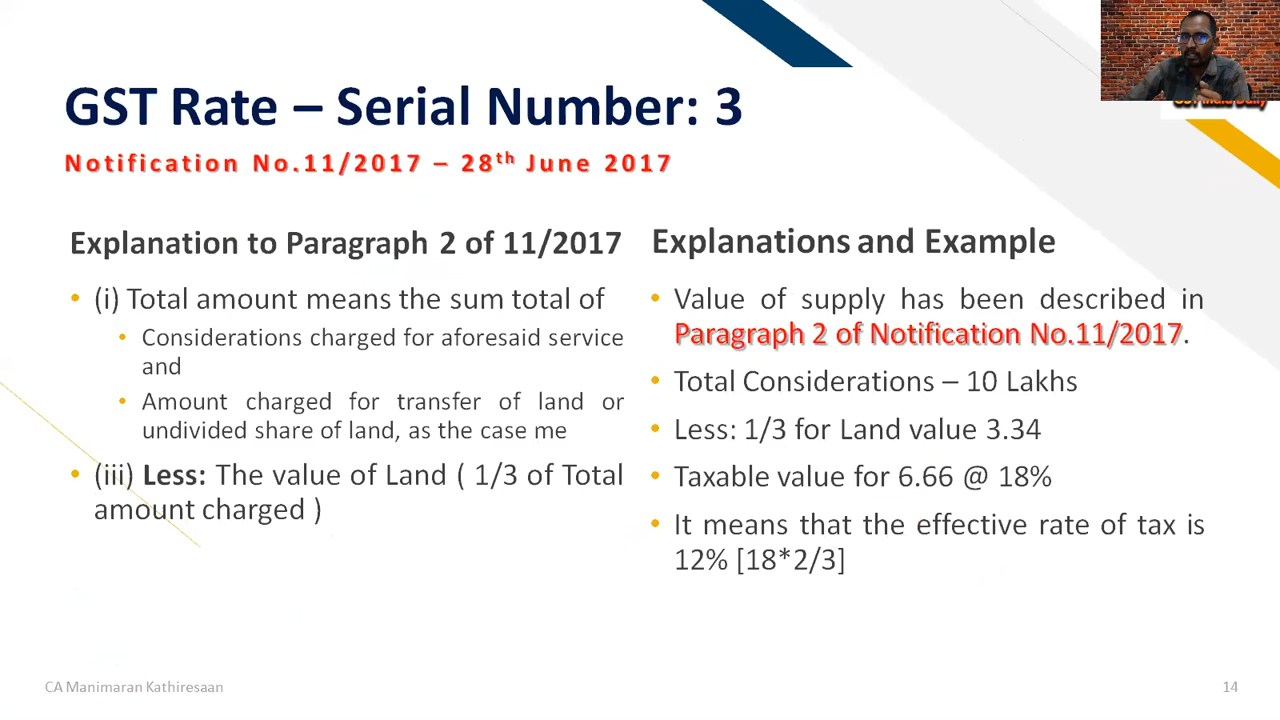 GST Rate – Serial Number: 3
Notification No.11/2017 – 28th June 2017
Explanation to Paragraph 2 of 11/2017
• (i) Total amount means the sum total of
• Considerations charged for aforesaid service
and
• Amount charged for transfer of land or
undivided share of land, as the case me
• (iii) Less: The value of Land ( 1/3 of Total
amount charged )
Explanations and Example
• Value of supply has been described in
Paragraph 2 of Notification No.11/2017.
• Total Considerations – 10 Lakhs
• Less: 1/3 for Land value 3.34
• Taxable value for 6.66 @ 18%
• It means that the effective rate of tax is
12% [18*2/3]
GST India Daily
CA Manimaran Kathiresaan
14